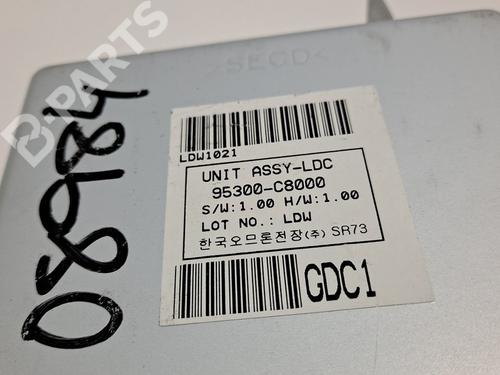 B-PARTS
>SECD<
08984
LDW1021
UNIT ASSY-LDC
95300-C8000
S/W:1.00 H/W:1.00
LOT NO.: LDW
한국오므론전장(주) SR73
GDC1